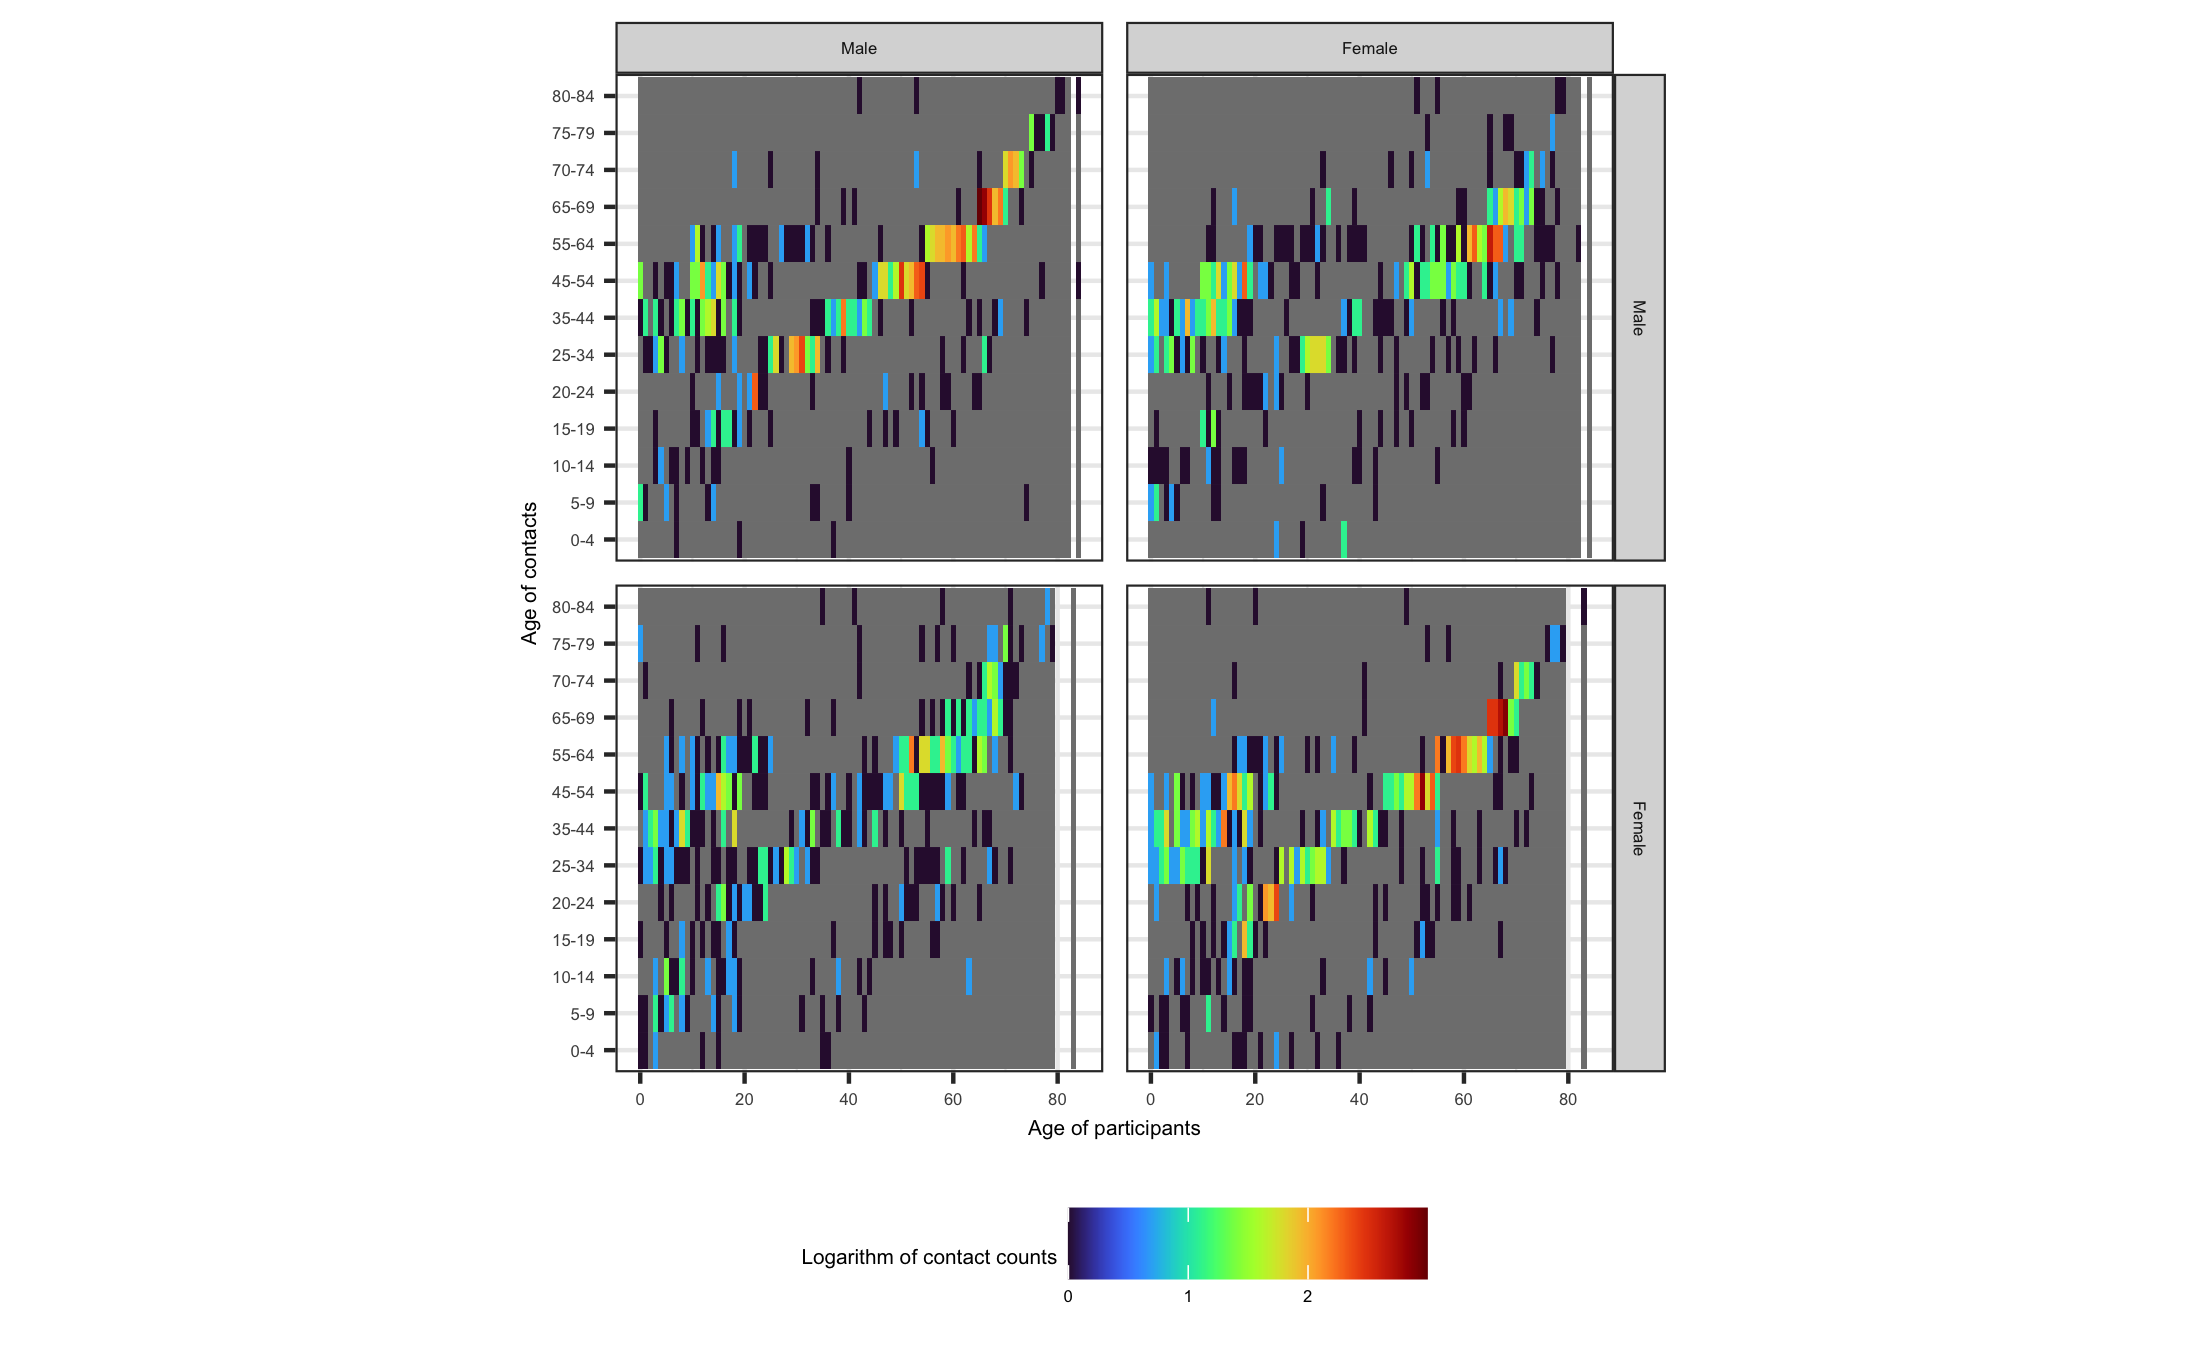 Male
Female
80-84
75-79
70-74
65-69
55-64
45-54
35-44
25-34
20-24
15-19
10-14
5-9
0-4
Male
Age of contacts
80-84
75-79
70-74
65-69
55-64
45-54
35-44
25-34
20-24
15-19
10-14
5-9
0-4
Female
0 20 40 60 80
0 20 40 60 80
Age of participants
Logarithm of contact counts
0 1 2